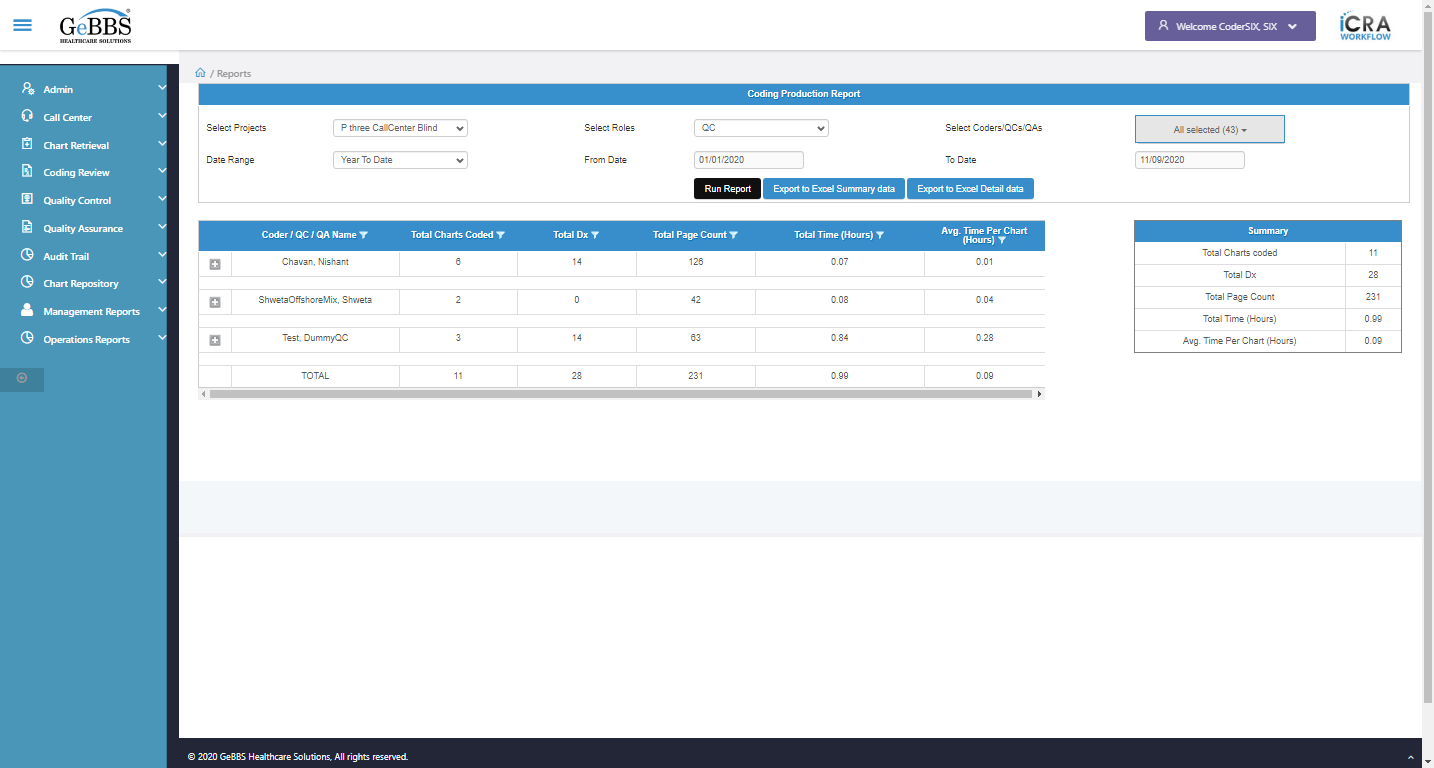 GeBBS®
HEALTHCARE SOLUTIONS
Welcome CoderSIX, SIX
iCRA
WORKFLOW
/ Reports
Admin
Call Center
Chart Retrieval
Coding Review
Quality Control
Quality Assurance
Audit Trail
Chart Repository
Management Reports
Operations Reports
Coding Production Report
Select Projects P three CallCenter Blind Select Roles QC Select Coders/QCs/QAs All selected (43)
Date Range Year To Date From Date 01/01/2020 To Date 11/09/2020
Run Report Export to Excel Summary data Export to Excel Detail data
Coder / QC / QA Name Total Charts Coded Total Dx Total Page Count Total Time (Hours) Avg. Time Per Chart
(Hours)
Chavan, Nishant 6 14 126 0.07 0.01
ShwetaOffshoreMix, Shweta 2 0 42 0.08 0.04
Test, DummyQC 3 14 63 0.84 0.28
TOTAL 11 28 231 0.99 0.09
Summary
Total Charts coded 11
Total Dx 28
Total Page Count 231
Total Time (Hours) 0.99
Avg. Time Per Chart (Hours) 0.09
© 2020 GeBBS Healthcare Solutions, All rights reserved.